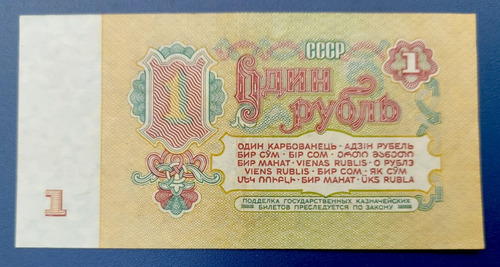 СССР
1
1
Один
рубль
ОДИН КАРБОВАНЕЦЬ · АДЗІН РУБЕЛЬ
БИР СЎМ · БІР СОМ · ᲔᲠᲗᲘ ᲛᲐᲜᲔᲗᲘ
БИР МАНАТ · VIENAS RUBLIS · О РУБЛЭ
VIENS RUBLIS · БИР СОМ · ЯК СЎМ
ՄԵԿ ՌՈՒԲԼԻ · БИР МАНАТ · ÜKS RUBLA
1
ПОДДЕЛКА ГОСУДАРСТВЕННЫХ КАЗНАЧЕЙСКИХ
БИЛЕТОВ ПРЕСЛЕДУЕТСЯ ПО ЗАКОНУ